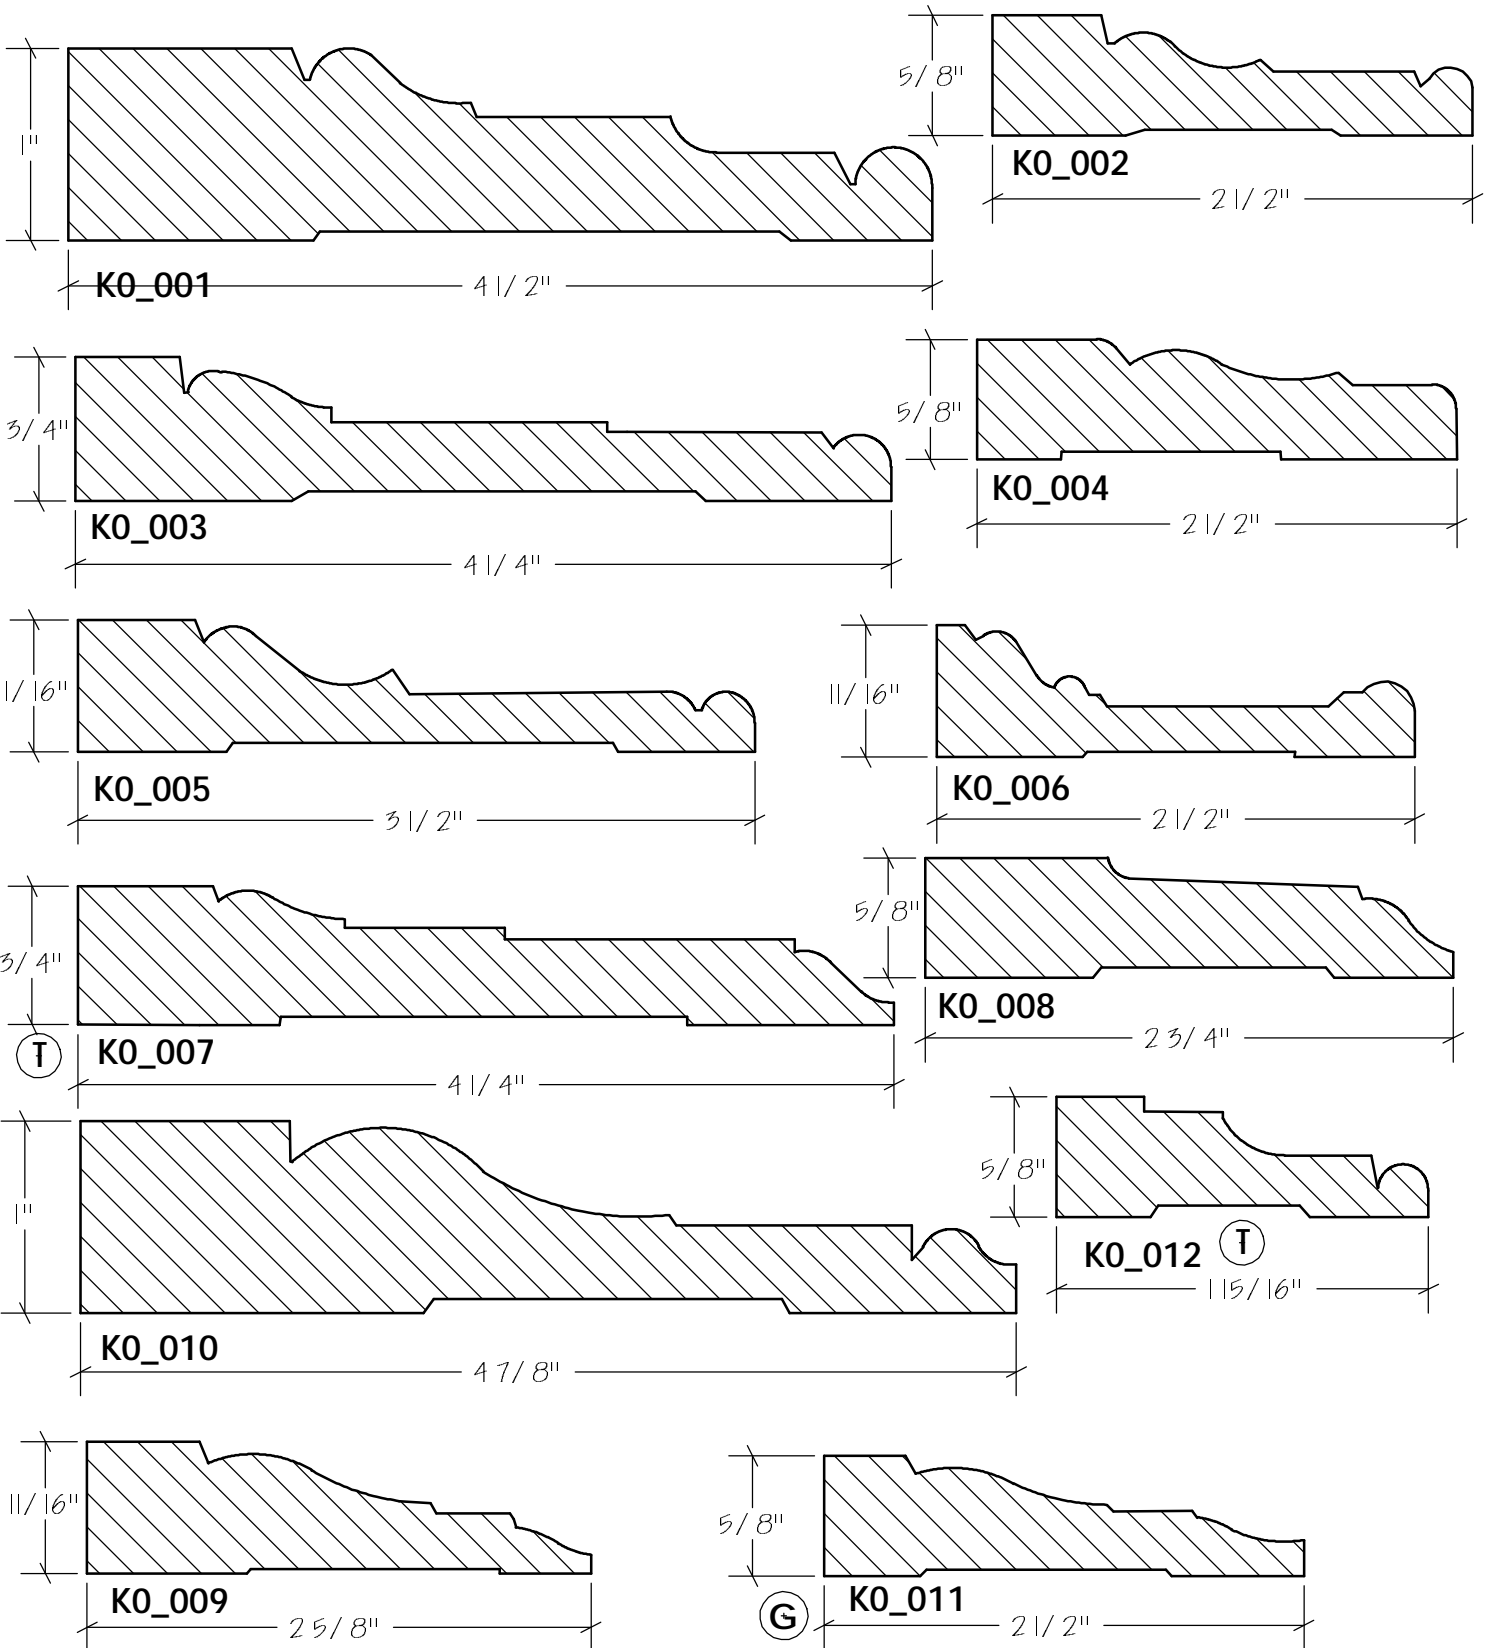 1"
K0_001
4 1/2"
5/8"
K0_002
2 1/2"
3/4"
K0_003
4 1/4"
5/8"
K0_004
2 1/2"
1/16"
K0_005
3 1/2"
11/16"
K0_006
2 1/2"
3/4"
T
K0_007
4 1/4"
5/8"
K0_008
2 3/4"
1"
K0_010
4 7/8"
5/8"
K0_012
T
1 15/16"
11/16"
K0_009
2 5/8"
5/8"
G
K0_011
2 1/2"